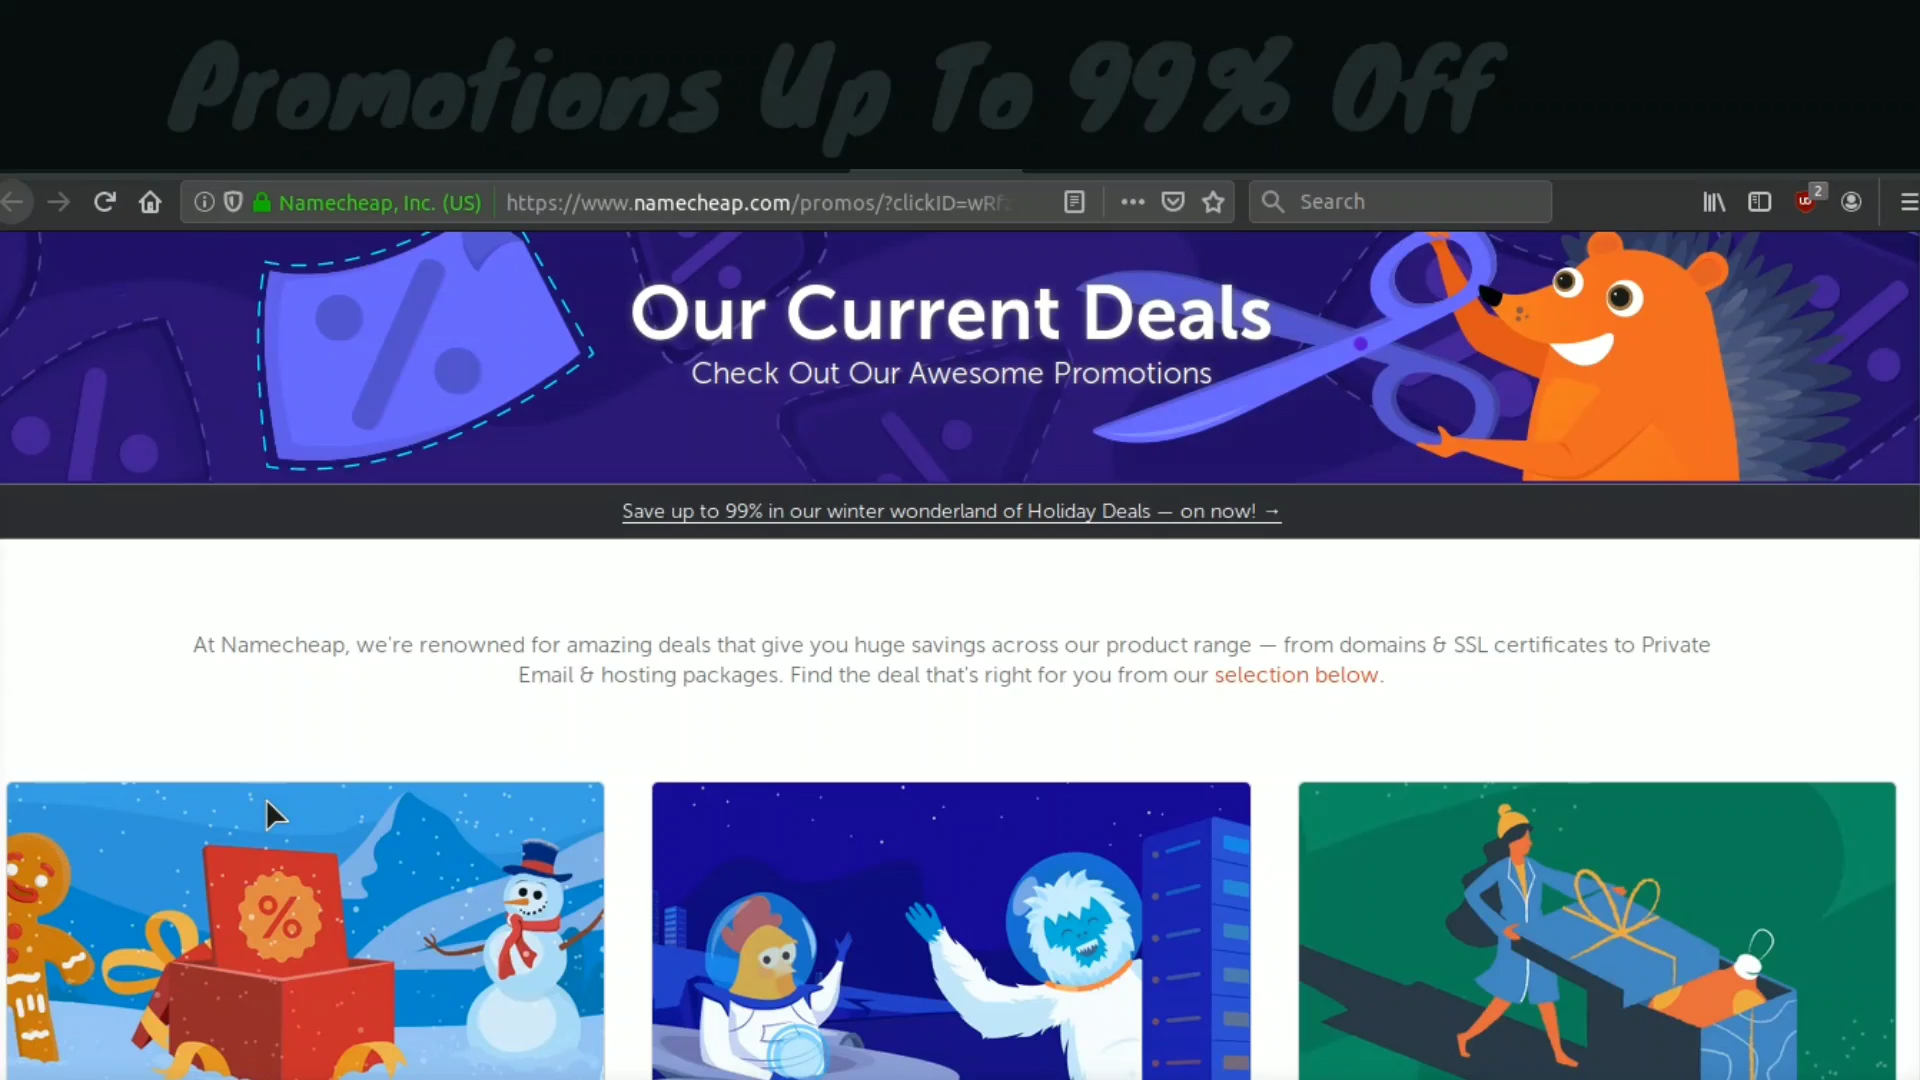 Promotions Up To 99% Off
Namecheap, Inc. (US) https://www.namecheap.com/promos/?clickID=wRf Search 2
Our Current Deals
Check Out Our Awesome Promotions
Save up to 99% in our winter wonderland of Holiday Deals — on now! →
At Namecheap, we're renowned for amazing deals that give you huge savings across our product range — from domains & SSL certificates to Private
Email & hosting packages. Find the deal that's right for you from our selection below.